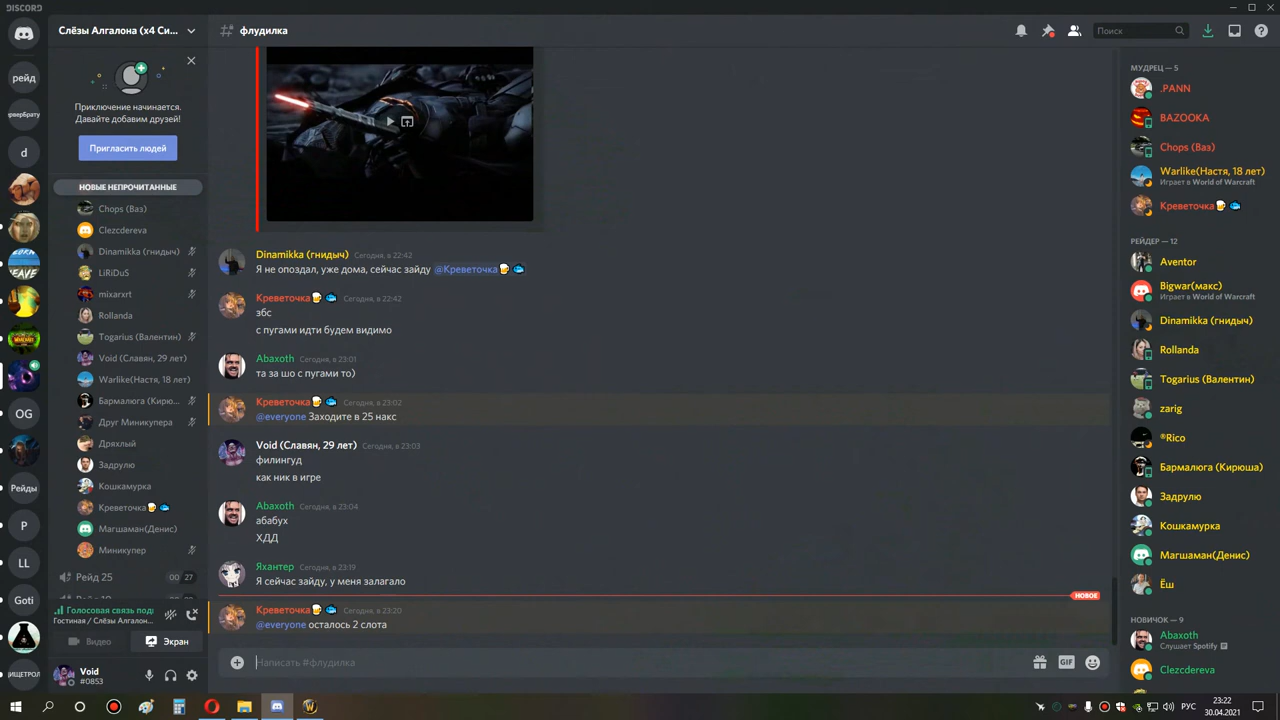 DISCORD
Слёзы Алгалона (x4 Си...
флудилка
Поиск
рейд
d
OG
Рейды
P
LL
Goti
Приключение начинается.
Давайте добавим друзей!
Пригласить людей
НОВЫЕ НЕПРОЧИТАННЫЕ
Chops (Ваз)
Clezcdereva
Dinamikka (гнидыч)
LiRiDuS
mixarxrt
Rollanda
Togarius (Валентин)
Void (Славян, 29 лет)
Warlike(Настя, 18 лет)
Бармалюга (Кирю...
Друг Миникупера
Дряхлый
Задрулю
Кошкамурка
Креветочка
Магшаман(Денис)
Миникупер
Рейд 25
00 27
Голосовая связь поды
Гостиная / Слёзы Алгалон...
Видео
Экран
Void
#0853
Dinamikka (гнидыч) Сегодня, в 22:42
Я не опоздал, уже дома, сейчас зайду @Креветочка
Креветочка Сегодня, в 22:42
збс
с пугами идти будем видимо
Abaxoth Сегодня, в 23:01
та за шо с пугами то)
Креветочка Сегодня, в 23:02
@everyone Заходите в 25 накс
Void (Славян, 29 лет) Сегодня, в 23:03
филингуд
как ник в игре
Abaxoth Сегодня, в 23:04
абабух
ХДД
Яхантер Сегодня, в 23:19
Я сейчас зайду, у меня залагало
НОВОЕ
Креветочка Сегодня, в 23:20
@everyone осталось 2 слота
Написать #флудилка
GIF
МУДРЕЦ — 5
.PANN
BAZOOKA
Chops (Ваз)
Warlike(Настя, 18 лет)
Играет в World of Warcraft
Креветочка
РЕЙДЕР — 12
Aventor
Bigwar(макс)
Играет в World of Warcraft
Dinamikka (гнидыч)
Rollanda
Togarius (Валентин)
zarig
®Rico
Бармалюга (Кирюша)
Задрулю
Кошкамурка
Магшаман(Денис)
Ёш
НОВИЧОК — 9
Abaxoth
Слушает Spotify
Clezcdereva
РУС
23:22
30.04.2021